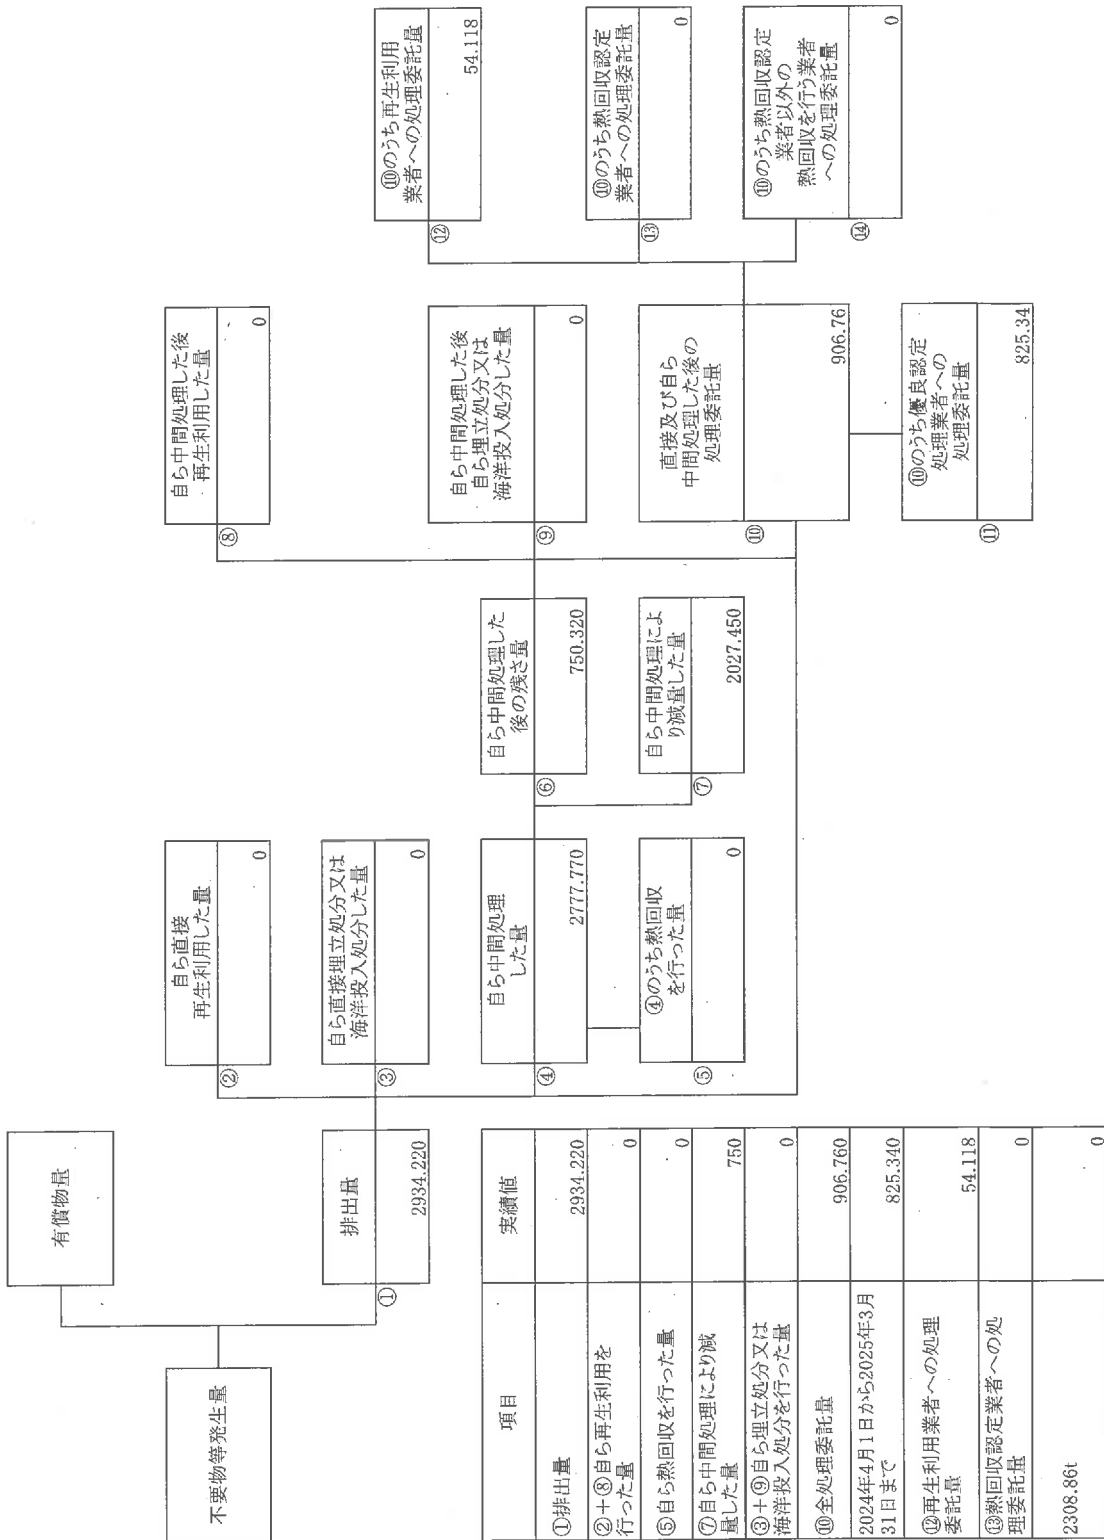 不要物等発生量
有償物量
①
排出量
2934.220
②
自ら直接
再生利用した量
0
③
自ら直接埋立処分又は
海洋投入処分した量
0
④
自ら中間処理
した量
2777.770
⑤
④のうち熱回収
を行った量
0
⑥
自ら中間処理した
後の残さ量
750.320
⑦
自ら中間処理によ
り減量した量
2027.450
⑧
自ら中間処理した後
再生利用した量
0
⑨
自ら中間処理した後
自ら埋立処分又は
海洋投入処分した量
0
⑩
直接及び自ら
中間処理した後の
処理委託量
906.76
⑪
⑩のうち優良認定
処理業者への
処理委託量
825.34
⑫
⑩のうち再生利用
業者への処理委託量
54.118
⑬
⑩のうち熱回収認定
業者への処理委託量
0
⑭
⑩のうち熱回収認定
業者以外の
熱回収を行う業者
への処理委託量
0
項目 実績値
①排出量 2934.220
②+⑧自ら再生利用を
行った量 0
⑤自ら熱回収を行った量 0
⑦自ら中間処理により減
量した量 750
③+⑨自ら埋立処分又は
海洋投入処分を行った量 0
⑩全処理委託量 906.760
2024年4月1日から2025年3月
31日まで 825.340
⑫再生利用業者への処理
委託量 54.118
⑬熱回収認定業者への処
理委託量 0
2308.86t 0